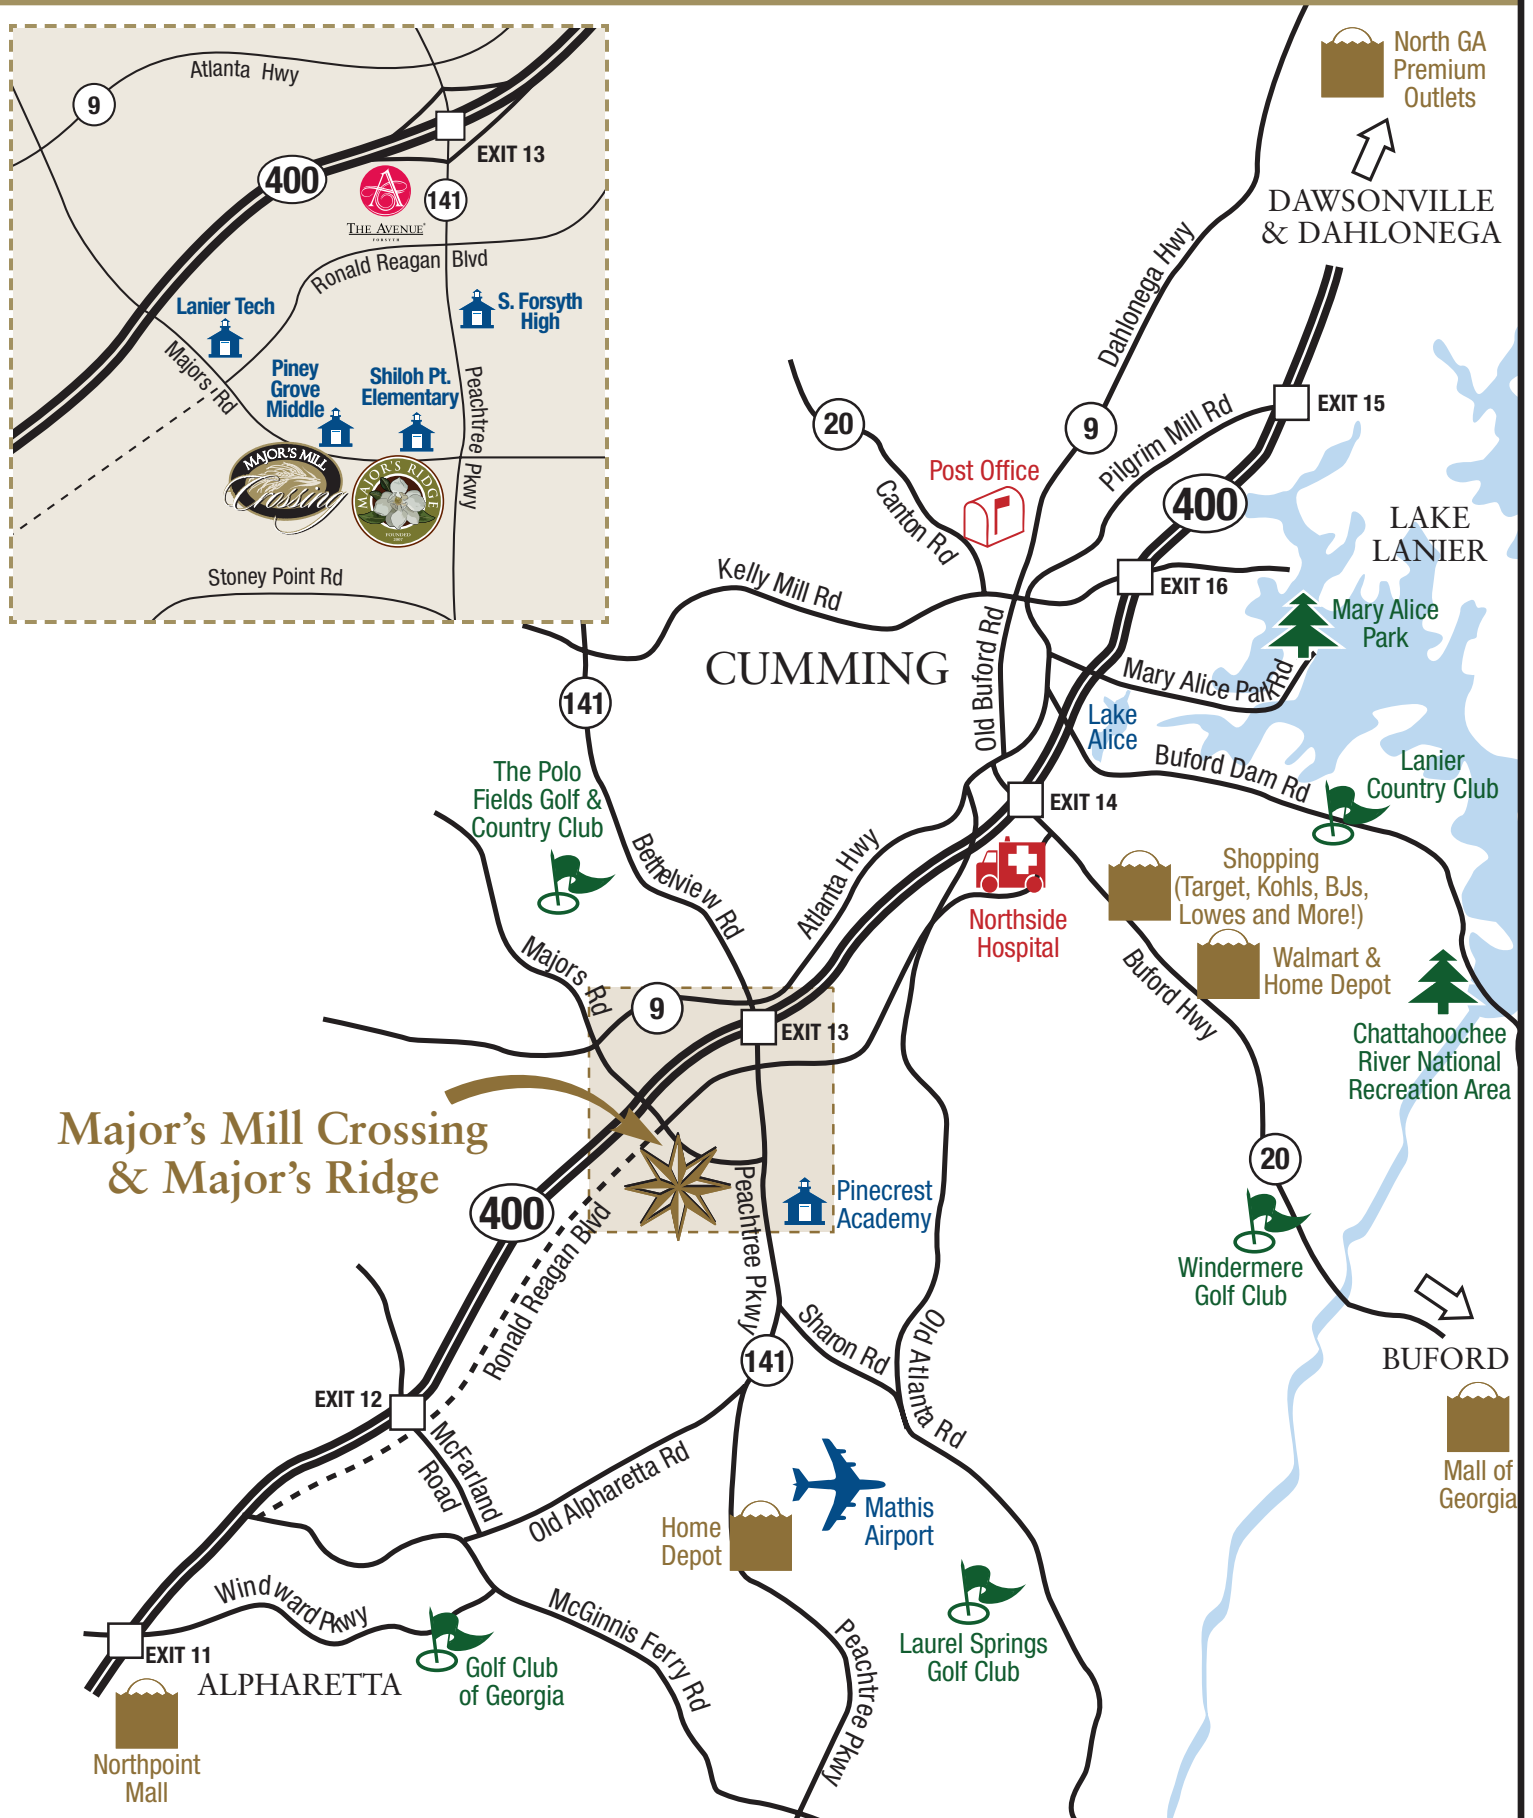 Atlanta Hwy
9
EXIT 13
400
141
THE AVENUE
FORSYTH
Ronald Reagan Blvd
Lanier Tech
S. Forsyth
High
Majors Rd
Piney
Grove
Middle
Shiloh Pt.
Elementary
Peachtree Pkwy
MAJOR'S MILL
Crossing
MAJOR'S RIDGE
FOUNDED
2007
Stoney Point Rd
North GA
Premium
Outlets
DAWSONVILLE
& DAHLONEGA
Dahlonega Hwy
EXIT 15
20
9
Pilgrim Mill Rd
Post Office
Canton Rd
400
LAKE
LANIER
Kelly Mill Rd
EXIT 16
Mary Alice
Park
CUMMING
Old Buford Rd
Mary Alice Park Rd
141
Lake
Alice
The Polo
Fields Golf &
Country Club
Buford Dam Rd
Lanier
Country Club
EXIT 14
Bethelview Rd
Atlanta Hwy
Shopping
(Target, Kohls, BJs,
Lowes and More!)
Northside
Hospital
Majors Rd
Buford Hwy
Walmart &
Home Depot
9
EXIT 13
Chattahoochee
River National
Recreation Area
Major's Mill Crossing
& Major's Ridge
20
Peachtree Pkwy
Pinecrest
Academy
400
Ronald Reagan Blvd
Windermere
Golf Club
Sharon Rd
Old Atlanta Rd
BUFORD
141
EXIT 12
McFarland
Road
Old Alpharetta Rd
Mall of
Georgia
Home
Depot
Mathis
Airport
Windward Pkwy
McGinnis Ferry Rd
Peachtree Pkwy
Laurel Springs
Golf Club
EXIT 11
ALPHARETTA
Golf Club
of Georgia
Northpoint
Mall